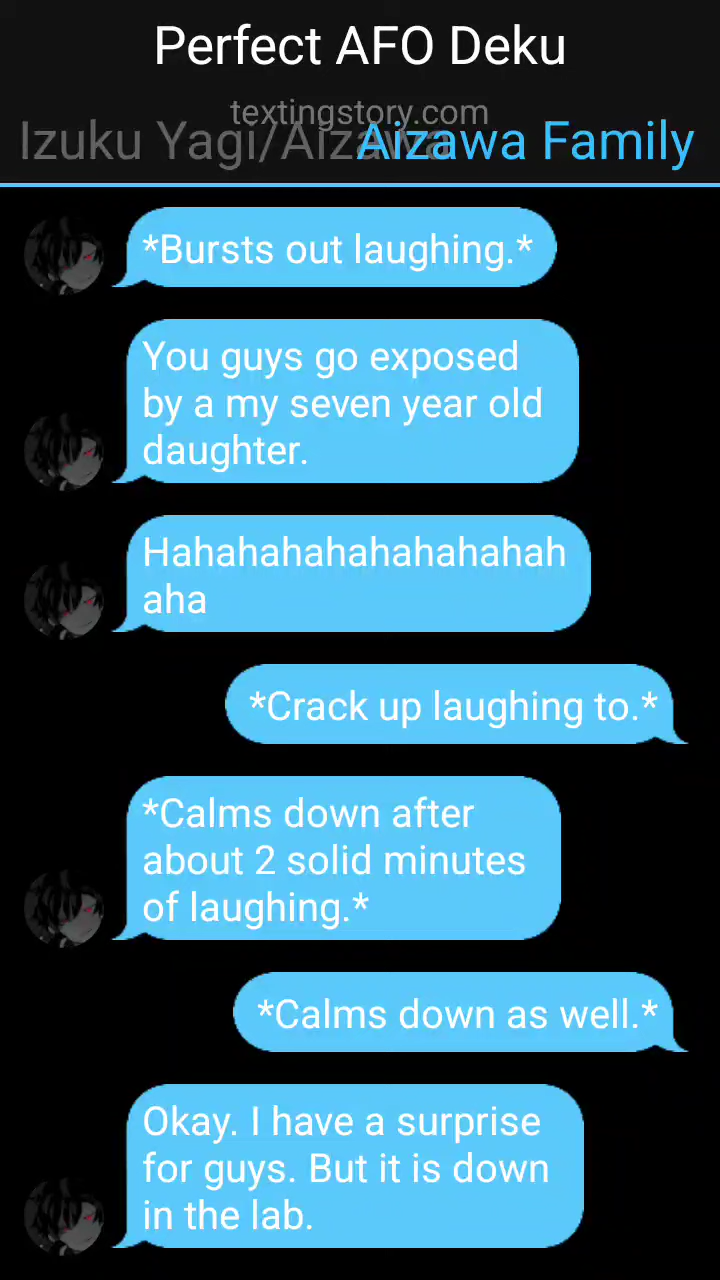 Perfect AFO Deku
textingstory.com
Izuku Yagi/Aizawa
Aizawa Family
*Bursts out laughing.*
You guys go exposed
by a my seven year old
daughter.
Hahahahahahahahahah
aha
*Crack up laughing to.*
*Calms down after
about 2 solid minutes
of laughing.*
*Calms down as well.*
Okay. I have a surprise
for guys. But it is down
in the lab.